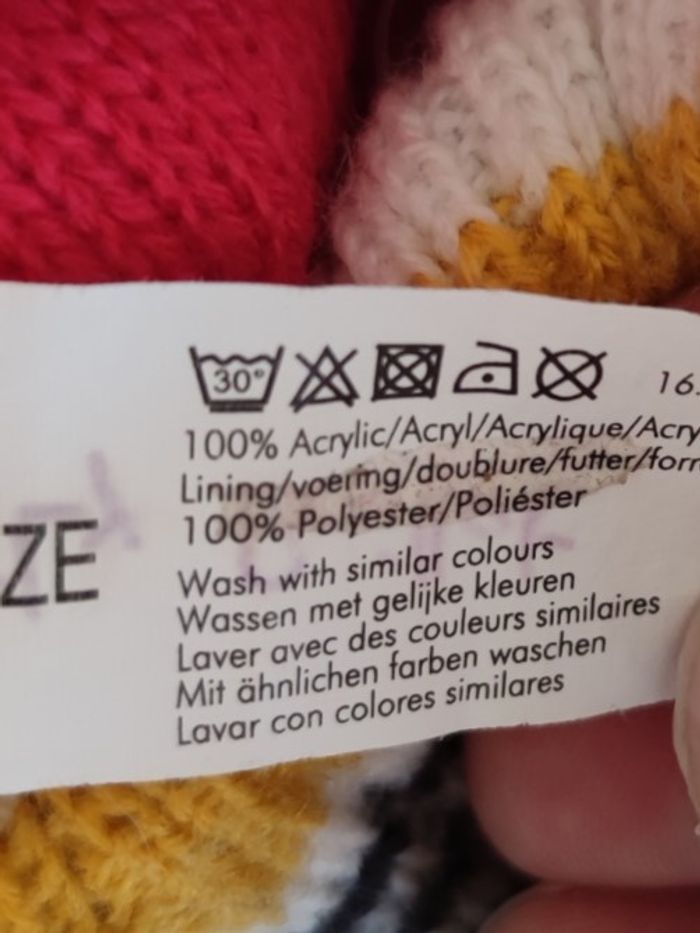 30°
16.
100% Acrylic/Acryl/Acrylique/Acry
Lining/voering/doublure/futter/forr
100% Polyester/Poliéster
ZE
Wash with similar colours
Wassen met gelijke kleuren
Laver avec des couleurs similaires
Mit ähnlichen farben waschen
Lavar con colores similares